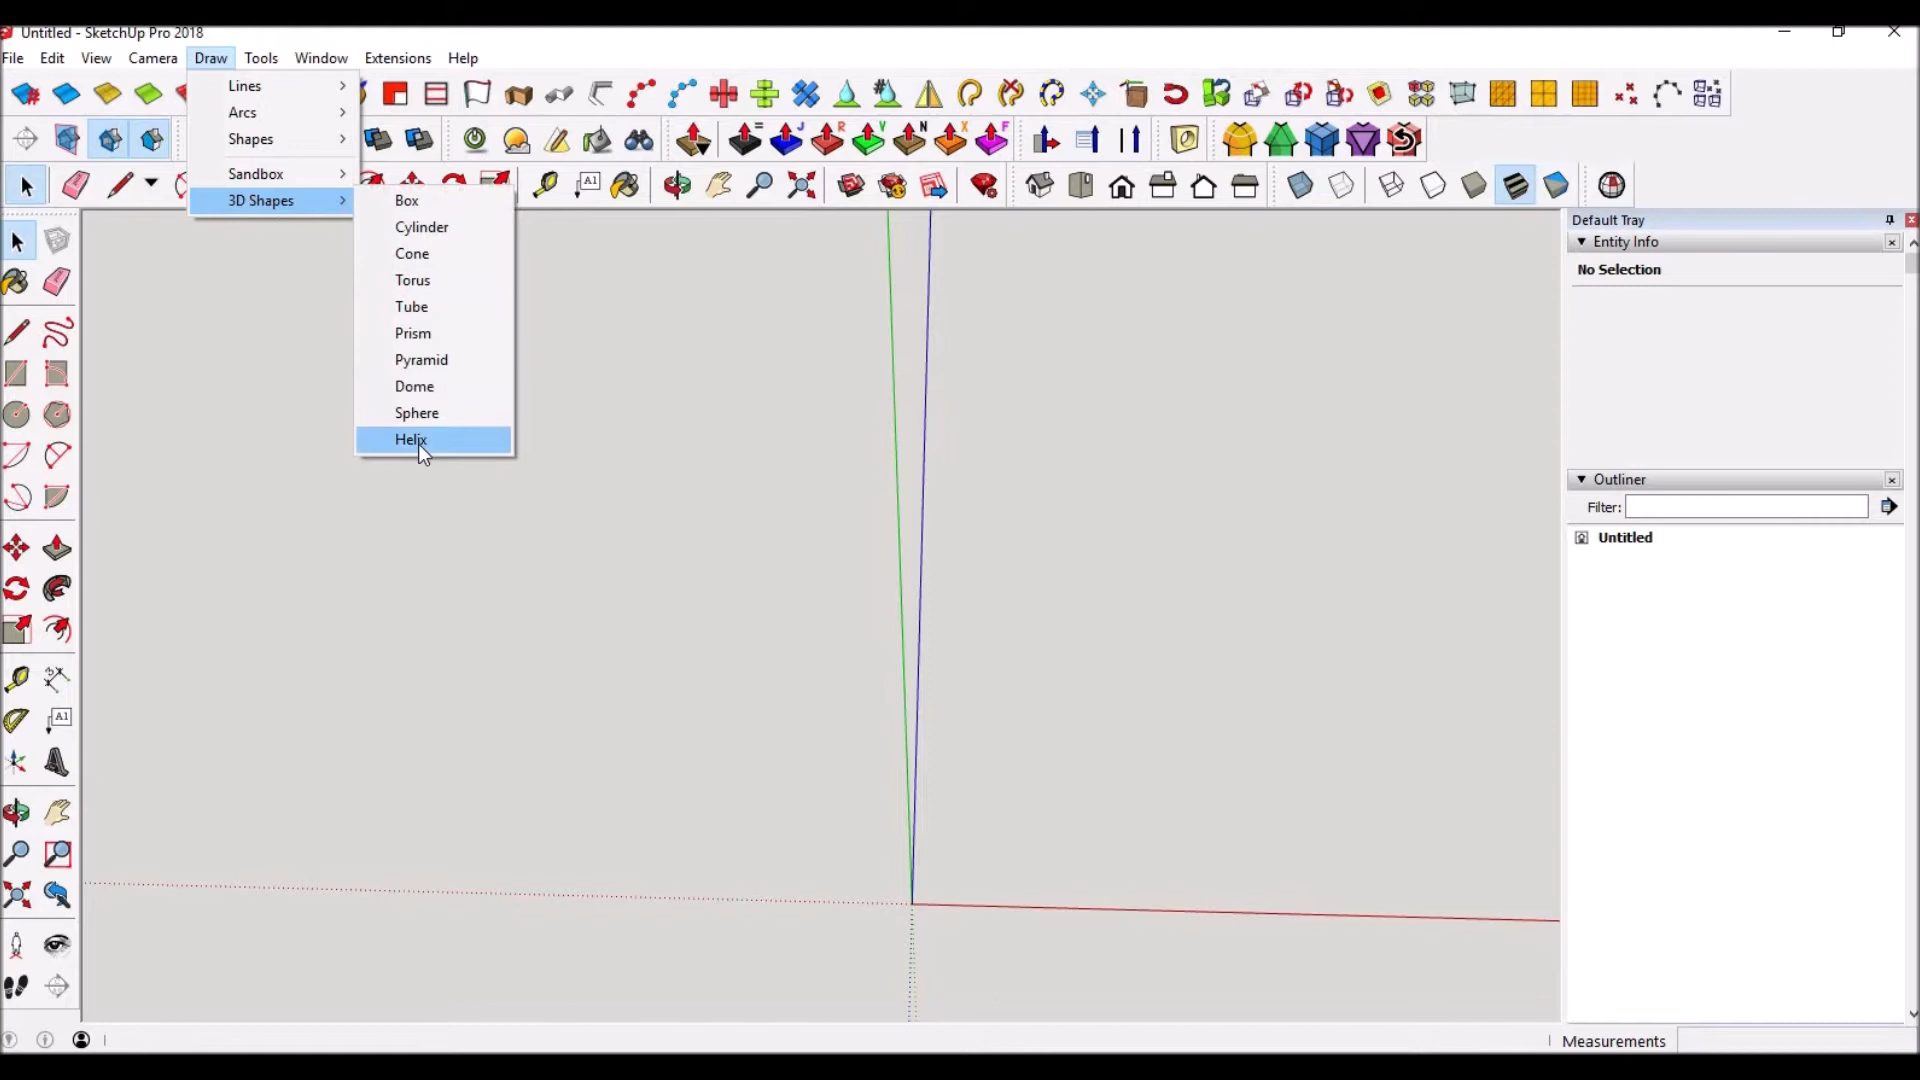 Untitled - SketchUp Pro 2018
File Edit View Camera Draw Tools Window Extensions Help
Lines
Arcs
Shapes
Sandbox
3D Shapes
Box
Cylinder
Cone
Torus
Tube
Prism
Pyramid
Dome
Sphere
Helix
A1
A1
Default Tray
Entity Info
No Selection
Outliner
Filter:
Untitled
Measurements